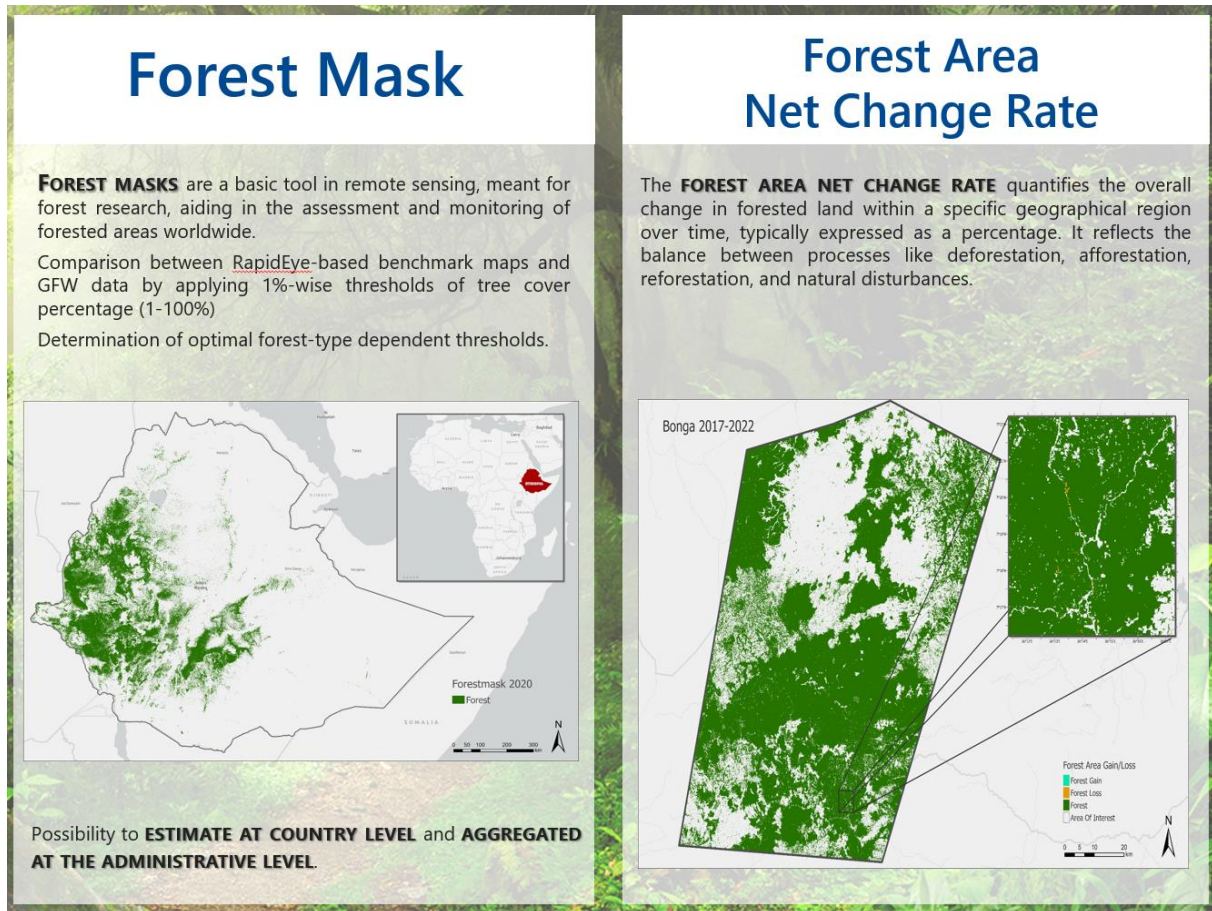 Forest Mask
FOREST MASKS are a basic tool in remote sensing, meant for
forest research, aiding in the assessment and monitoring of
forested areas worldwide.
Comparison between RapidEye-based benchmark maps and
GFW data by applying 1%-wise thresholds of tree cover
percentage (1-100%)
Determination of optimal forest-type dependent thresholds.
Forestmask 2020
Forest
SOMALIA
N
0 50 100 200 300
km
Possibility to ESTIMATE AT COUNTRY LEVEL and AGGREGATED
AT THE ADMINISTRATIVE LEVEL.
Forest Area
Net Change Rate
The FOREST AREA NET CHANGE RATE quantifies the overall
change in forested land within a specific geographical region
over time, typically expressed as a percentage. It reflects the
balance between processes like deforestation, afforestation,
reforestation, and natural disturbances.
Bonga 2017-2022
Forest Area Gain/Loss
Forest Gain
Forest Loss
Forest
Area Of Interest
N
0 5 10 20
km